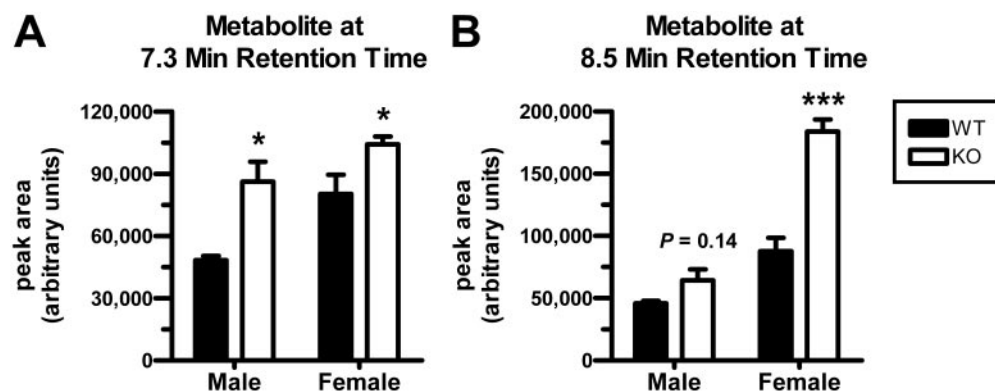 A
Metabolite at
7.3 Min Retention Time
120,000
90,000
60,000
30,000
0
peak area
(arbitrary units)
*
*
Male
Female
B
Metabolite at
8.5 Min Retention Time
200,000
150,000
100,000
50,000
0
peak area
(arbitrary units)
P = 0.14
***
Male
Female
WT
KO